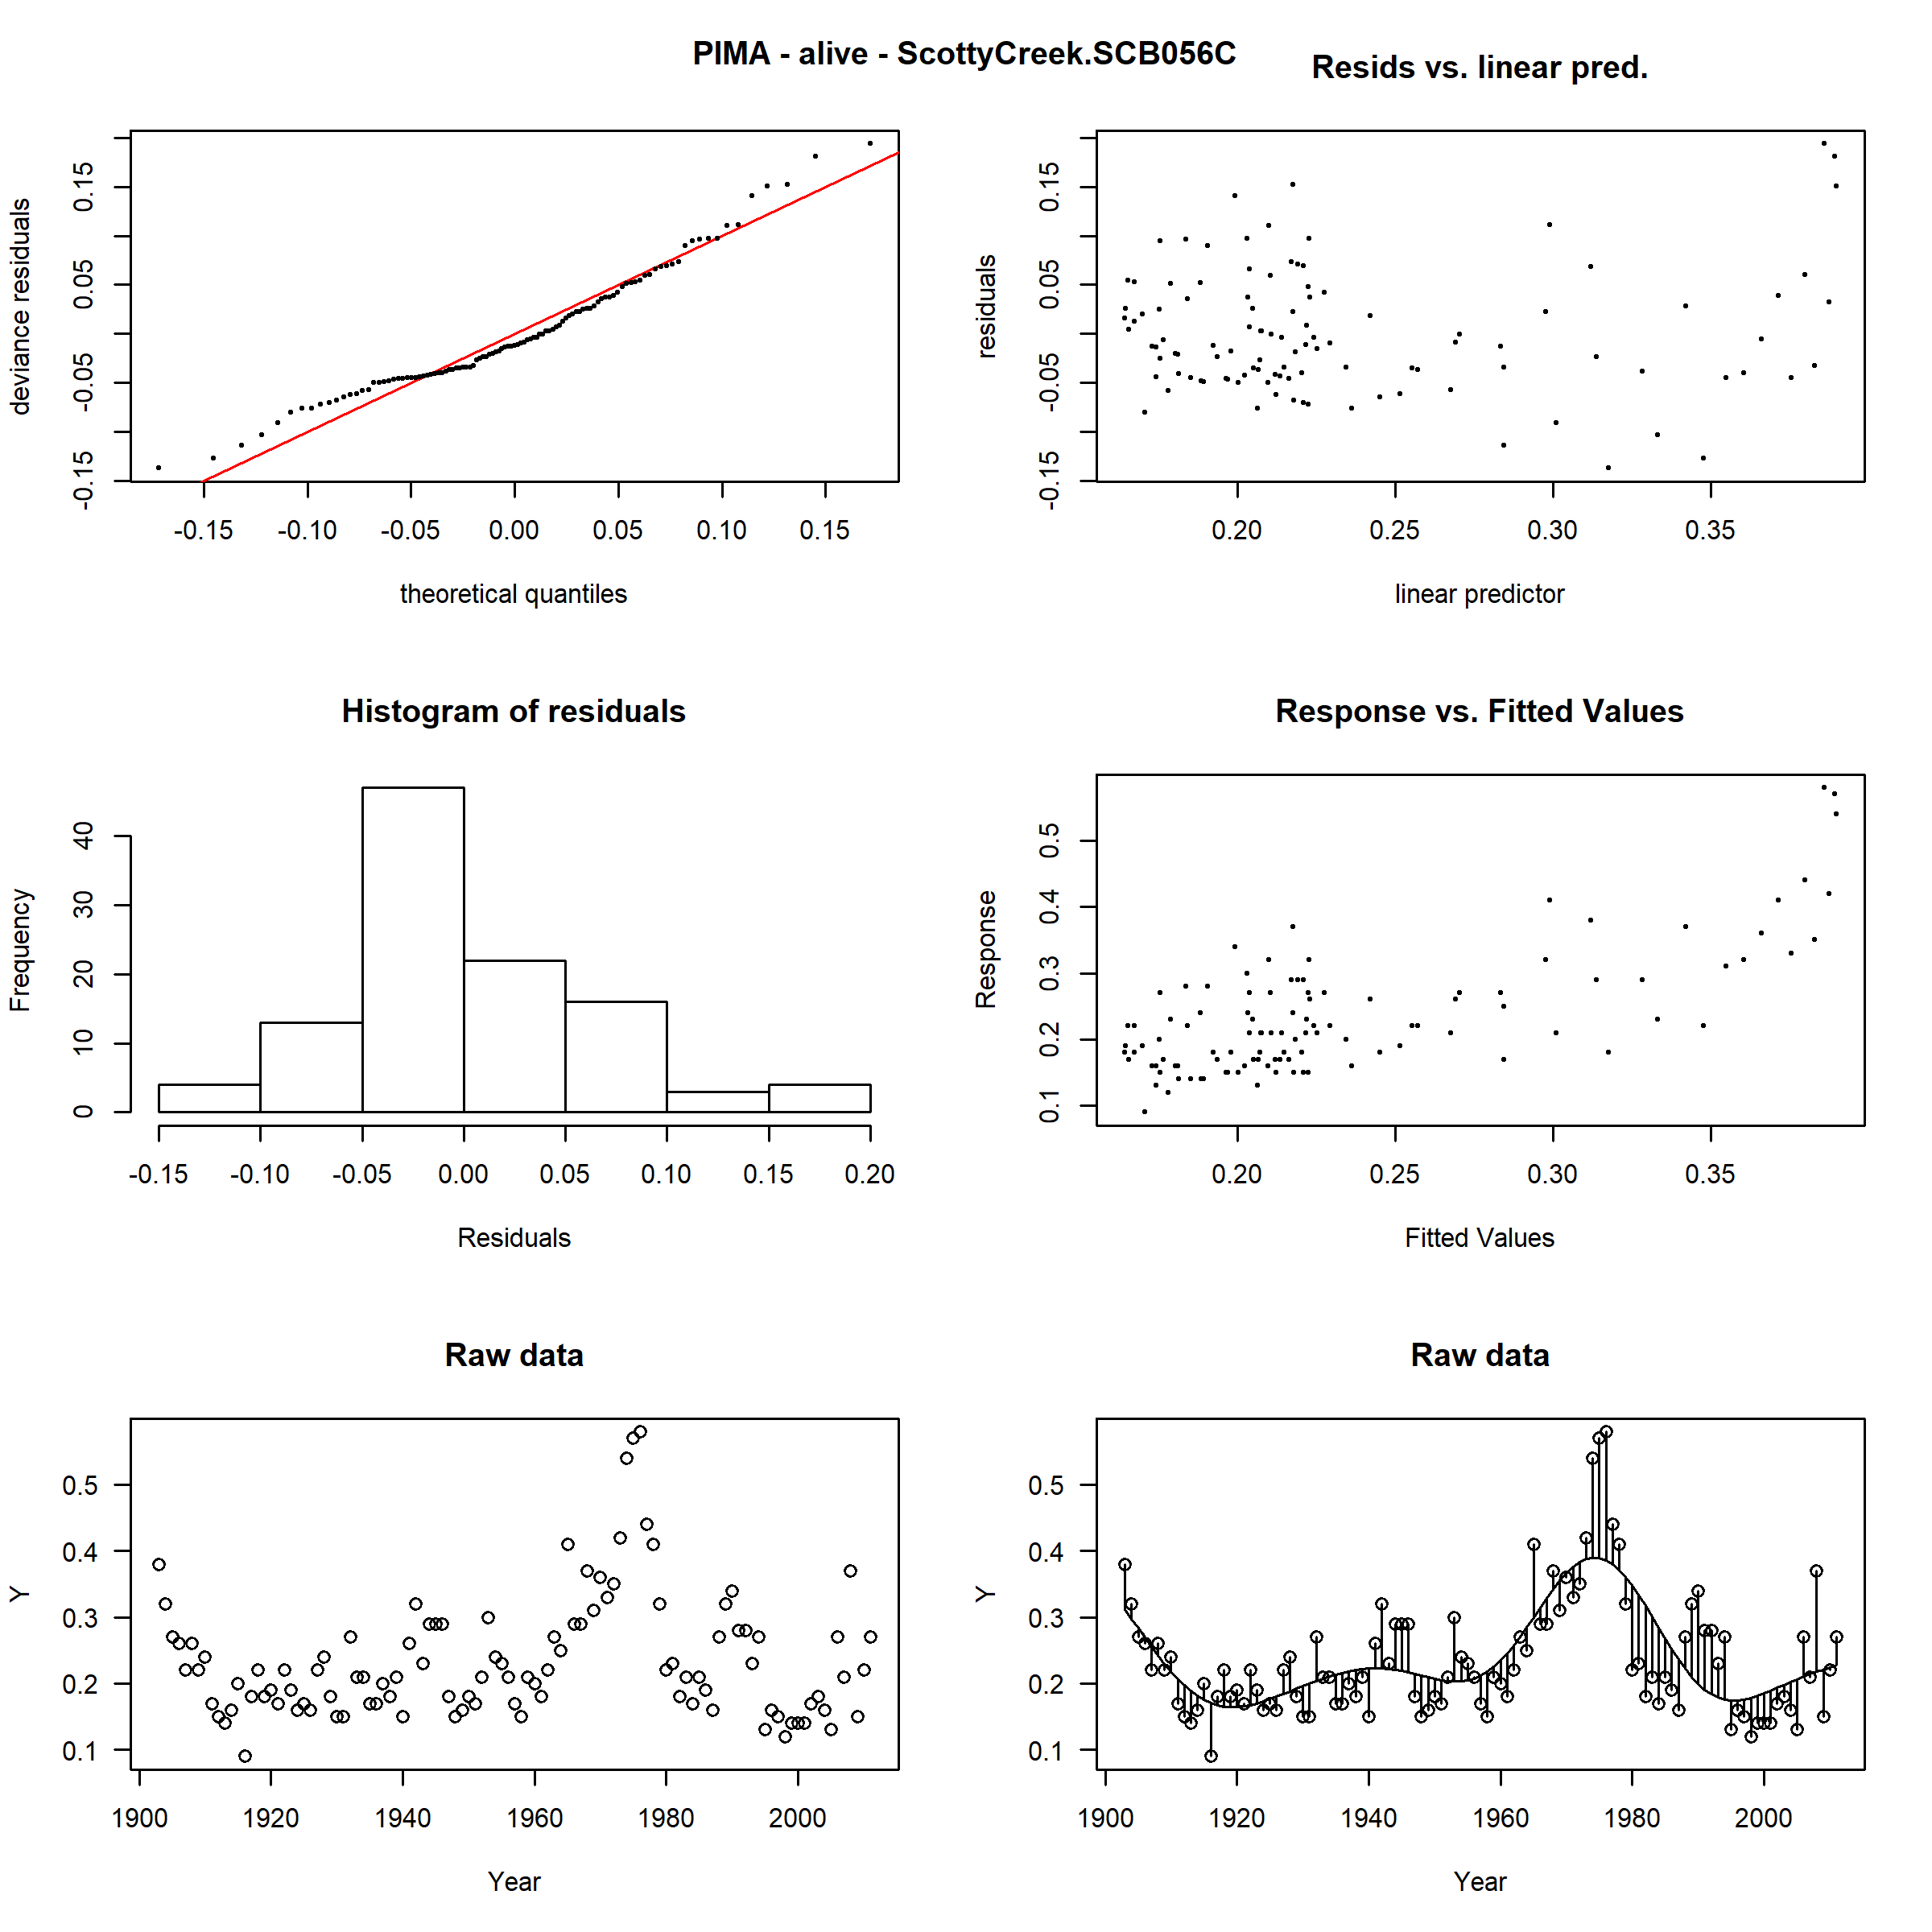 PIMA - alive - ScottyCreek.SCB056C
Resids vs. linear pred.
deviance residuals
-0.15 -0.05 0.05 0.15
-0.15 -0.10 -0.05 0.00 0.05 0.10 0.15
theoretical quantiles
residuals
-0.15 -0.05 0.05 0.15
0.20 0.25 0.30 0.35
linear predictor
Histogram of residuals
Frequency
0 10 20 30 40
-0.15 -0.10 -0.05 0.00 0.05 0.10 0.15 0.20
Residuals
Response vs. Fitted Values
Response
0.1 0.2 0.3 0.4 0.5
0.20 0.25 0.30 0.35
Fitted Values
Raw data
Y
0.5
0.4
0.3
0.2
0.1
1900 1920 1940 1960 1980 2000
Year
Raw data
Y
0.5
0.4
0.3
0.2
0.1
1900 1920 1940 1960 1980 2000
Year